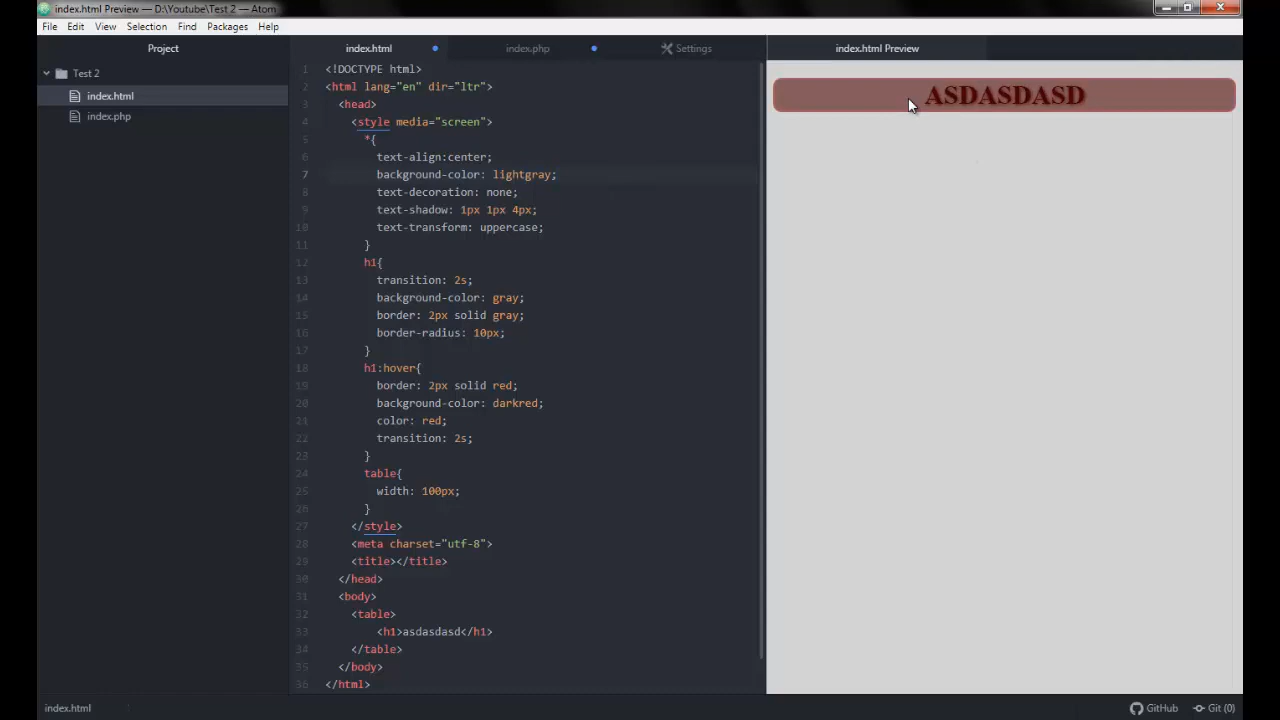 index.html Preview — D:\Youtube\Test 2 — Atom
File Edit View Selection Find Packages Help
Project
index.html
index.php
Settings
index.html Preview
Test 2
index.html
index.php
1 <!DOCTYPE html>
2 <html lang="en" dir="ltr">
3 <head>
4 <style media="screen">
5 *{
6 text-align:center;
7 background-color: lightgray;
8 text-decoration: none;
9 text-shadow: 1px 1px 4px;
10 text-transform: uppercase;
11 }
12 h1{
13 transition: 2s;
14 background-color: gray;
15 border: 2px solid gray;
16 border-radius: 10px;
17 }
18 h1:hover{
19 border: 2px solid red;
20 background-color: darkred;
21 color: red;
22 transition: 2s;
23 }
24 table{
25 width: 100px;
26 }
27 </style>
28 <meta charset="utf-8">
29 <title></title>
30 </head>
31 <body>
32 <table>
33 <h1>asdasdasd</h1>
34 </table>
35 </body>
36 </html>
ASDASDASD
index.html
GitHub
Git (0)